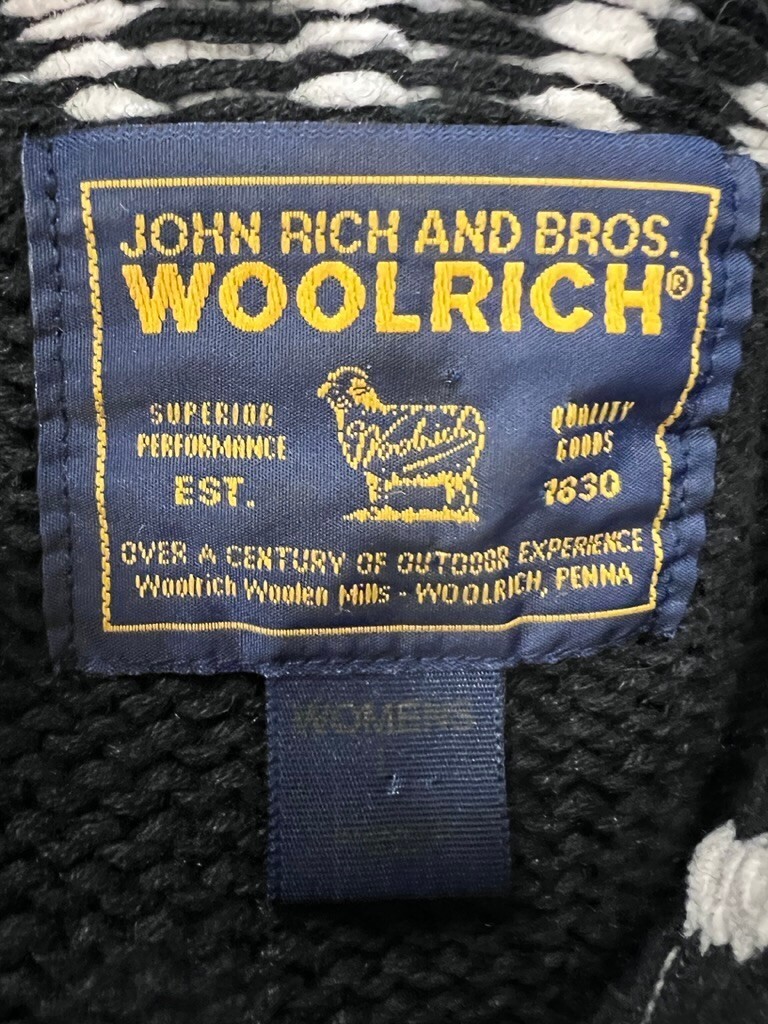 JOHN RICH AND BROS.
WOOLRICH®
SUPERIOR
PERFORMANCE
EST.
Woolrich
QUALITY
GOODS
1830
OVER A CENTURY OF OUTDOOR EXPERIENCE
Woolrich Woolen Mills - WOOLRICH, PENNA
WOMENS